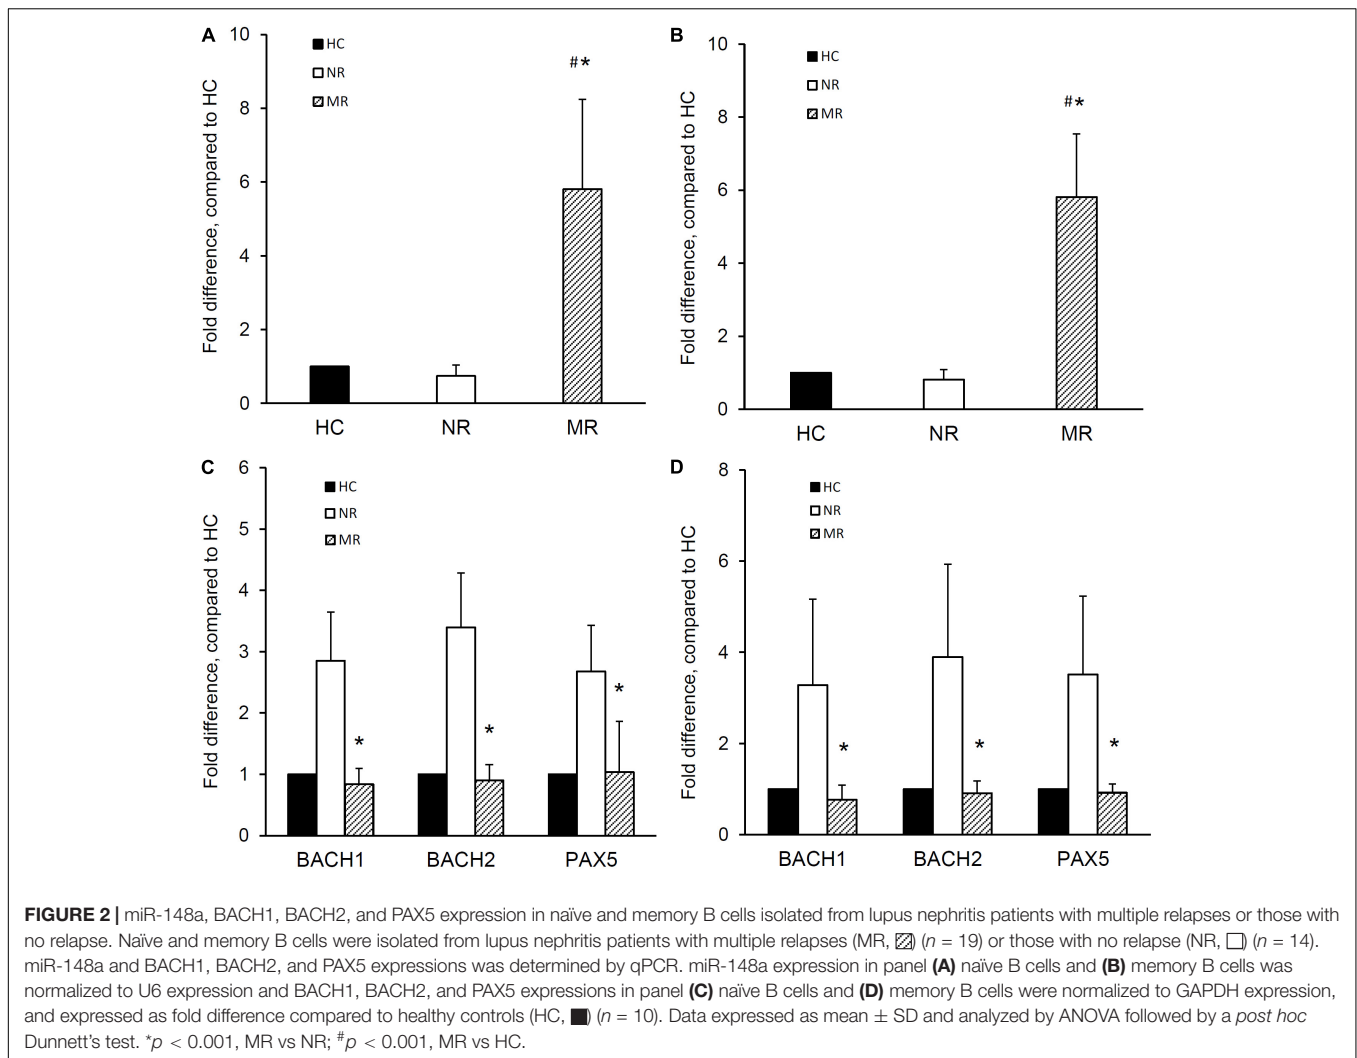 A
10
8
6
4
2
0
Fold difference, compared to HC
HC
NR
MR
#*
HC NR MR
B
10
8
6
4
2
0
Fold difference, compared to HC
HC
NR
MR
#*
HC NR MR
C
6
5
4
3
2
1
0
Fold difference, compared to HC
HC
NR
MR
* * *
BACH1 BACH2 PAX5
D
8
6
4
2
0
Fold difference, compared to HC
HC
NR
MR
* * *
BACH1 BACH2 PAX5
FIGURE 2 | miR-148a, BACH1, BACH2, and PAX5 expression in naïve and memory B cells isolated from lupus nephritis patients with multiple relapses or those with
no relapse. Naïve and memory B cells were isolated from lupus nephritis patients with multiple relapses (MR, ▨) (n = 19) or those with no relapse (NR, □) (n = 14).
miR-148a and BACH1, BACH2, and PAX5 expressions was determined by qPCR. miR-148a expression in panel (A) naïve B cells and (B) memory B cells was
normalized to U6 expression and BACH1, BACH2, and PAX5 expressions in panel (C) naïve B cells and (D) memory B cells were normalized to GAPDH expression,
and expressed as fold difference compared to healthy controls (HC, ■) (n = 10). Data expressed as mean ± SD and analyzed by ANOVA followed by a post hoc
Dunnett's test. *p < 0.001, MR vs NR; #p < 0.001, MR vs HC.